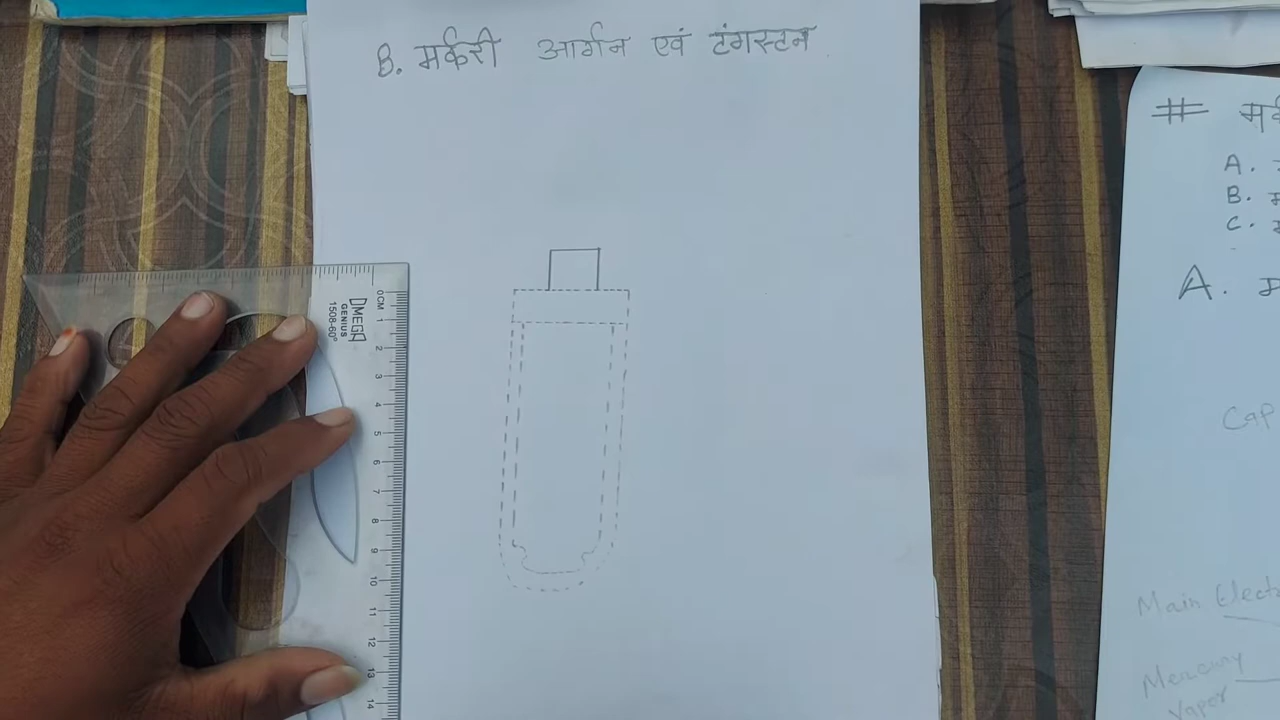 B. मर्करी आर्गन एवं टंगस्टन
OMEGA
GENIUS
1508-60°
0CM 1 2 3 4 5 6 7 8 9 10 11 12 13 14
#
A.
B.
C.
A.
Cap
Main
Mercury
Vapor